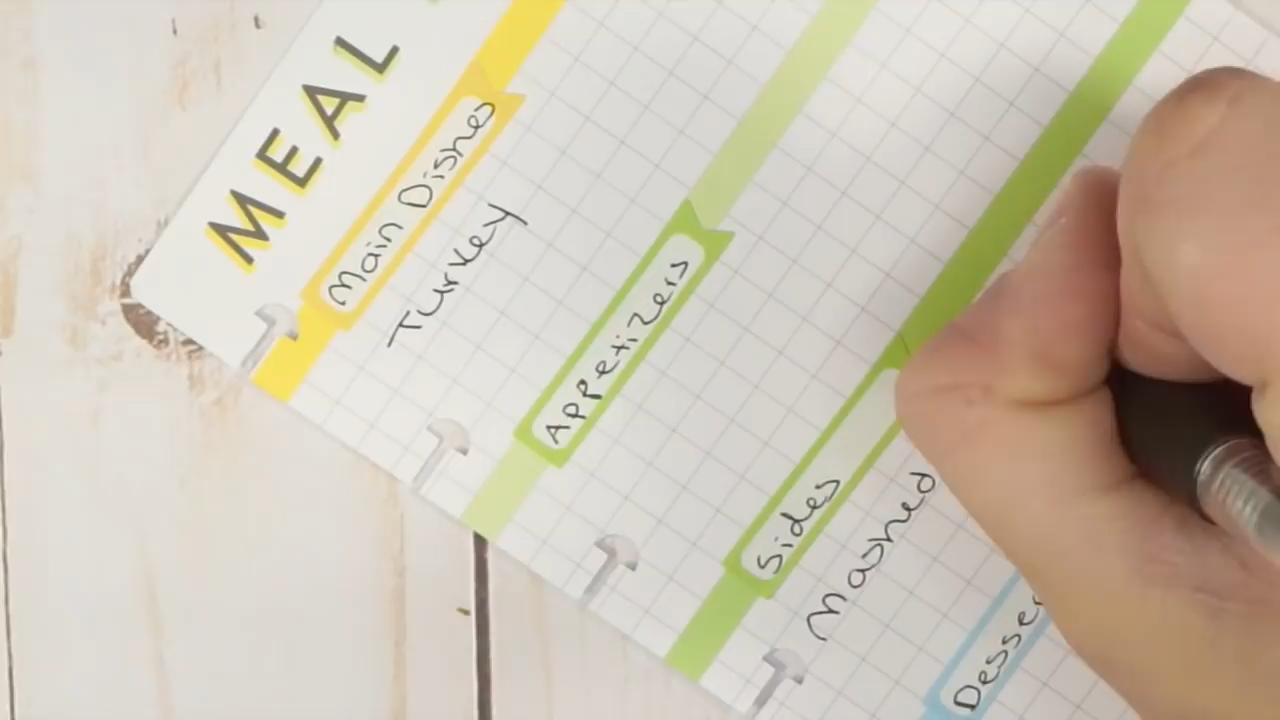 MEAL
Main Dishes
Turkey
Appetizers
Sides
Mashed
Desse